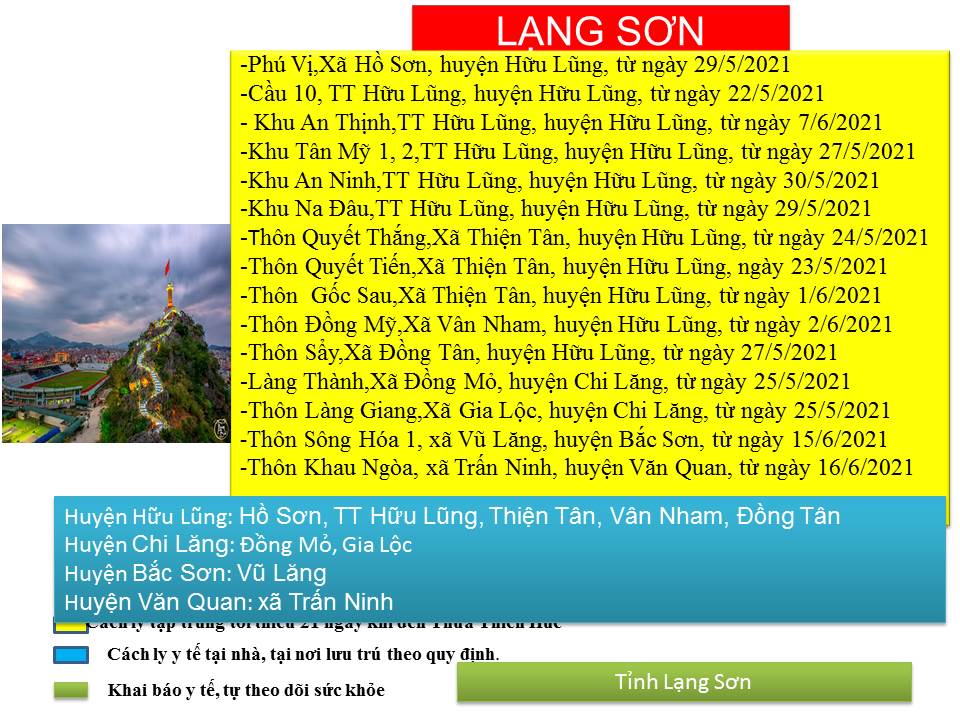 LẠNG SƠN
-Phú Vị,Xã Hồ Sơn, huyện Hữu Lũng, từ ngày 29/5/2021
-Cầu 10, TT Hữu Lũng, huyện Hữu Lũng, từ ngày 22/5/2021
- Khu An Thịnh,TT Hữu Lũng, huyện Hữu Lũng, từ ngày 7/6/2021
-Khu Tân Mỹ 1, 2,TT Hữu Lũng, huyện Hữu Lũng, từ ngày 27/5/2021
-Khu An Ninh,TT Hữu Lũng, huyện Hữu Lũng, từ ngày 30/5/2021
-Khu Na Đâu,TT Hữu Lũng, huyện Hữu Lũng, từ ngày 29/5/2021
-Thôn Quyết Thắng,Xã Thiện Tân, huyện Hữu Lũng, từ ngày 24/5/2021
-Thôn Quyết Tiến,Xã Thiện Tân, huyện Hữu Lũng, ngày 23/5/2021
-Thôn  Gốc Sau,Xã Thiện Tân, huyện Hữu Lũng, từ ngày 1/6/2021
-Thôn Đồng Mỹ,Xã Vân Nham, huyện Hữu Lũng, từ ngày 2/6/2021
-Thôn Sẩy,Xã Đồng Tân, huyện Hữu Lũng, từ ngày 27/5/2021
-Làng Thành,Xã Đồng Mỏ, huyện Chi Lăng, từ ngày 25/5/2021
-Thôn Làng Giang,Xã Gia Lộc, huyện Chi Lăng, từ ngày 25/5/2021
-Thôn Sông Hóa 1, xã Vũ Lăng, huyện Bắc Sơn, từ ngày 15/6/2021
-Thôn Khau Ngòa, xã Trấn Ninh, huyện Văn Quan, từ ngày 16/6/2021
Huyện Hữu Lũng: Hồ Sơn, TT Hữu Lũng, Thiện Tân, Vân Nham, Đồng Tân
Huyện Chi Lăng: Đồng Mỏ, Gia Lộc
Huyện Bắc Sơn: Vũ Lăng
Huyện Văn Quan: xã Trấn Ninh
Cách ly tập trung tối thiểu 21 ngày khi đến Thừa Thiên Huế
Cách ly y tế tại nhà, tại nơi lưu trú theo quy định.
Khai báo y tế, tự theo dõi sức khỏe
Tỉnh Lạng Sơn